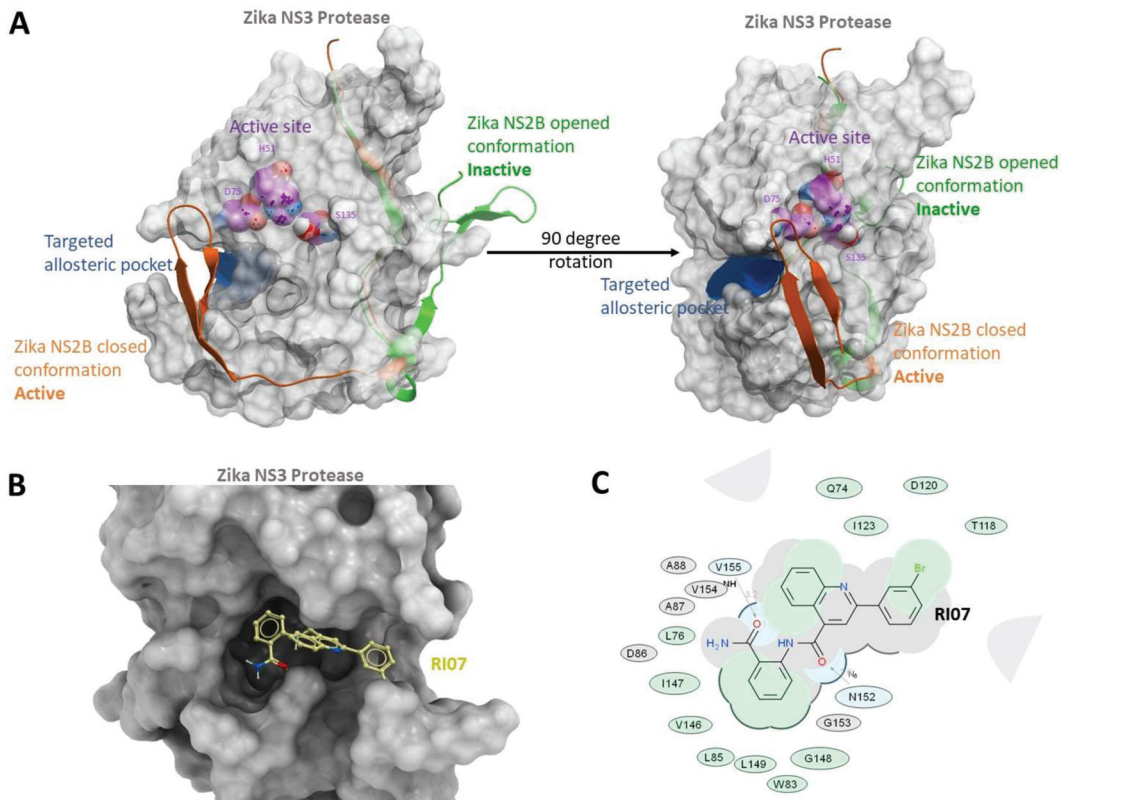 A
Zika NS3 Protease
Active site
H51
D75
S135
Zika NS2B opened
conformation
Inactive
Targeted
allosteric pocket
Zika NS2B closed
conformation
Active
90 degree
rotation
Zika NS3 Protease
Active site
H51
D75
S135
Zika NS2B opened
conformation
Inactive
Targeted
allosteric pocket
Zika NS2B closed
conformation
Active
B
Zika NS3 Protease
RI07
C
Q74
D120
I123
T118
A88
V155
V154
NH
3.2
A87
L76
D86
I147
V146
L85
L149
W83
G148
G153
N152
Br
N
RI07
O
H₂N
HN
O